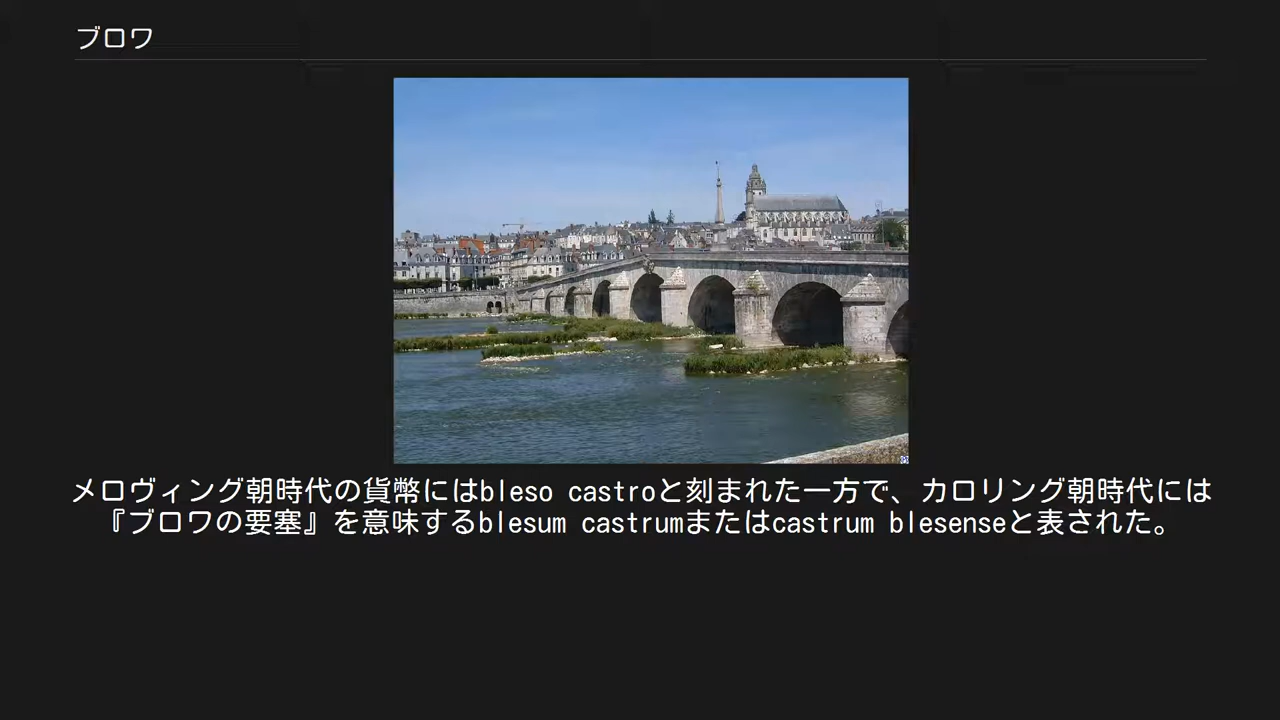 ブロワ
メロヴィング朝時代の貨幣にはbleso castroと刻まれた一方で、カロリング朝時代には
『ブロワの要塞』を意味するblesum castrumまたはcastrum blesenseと表された。